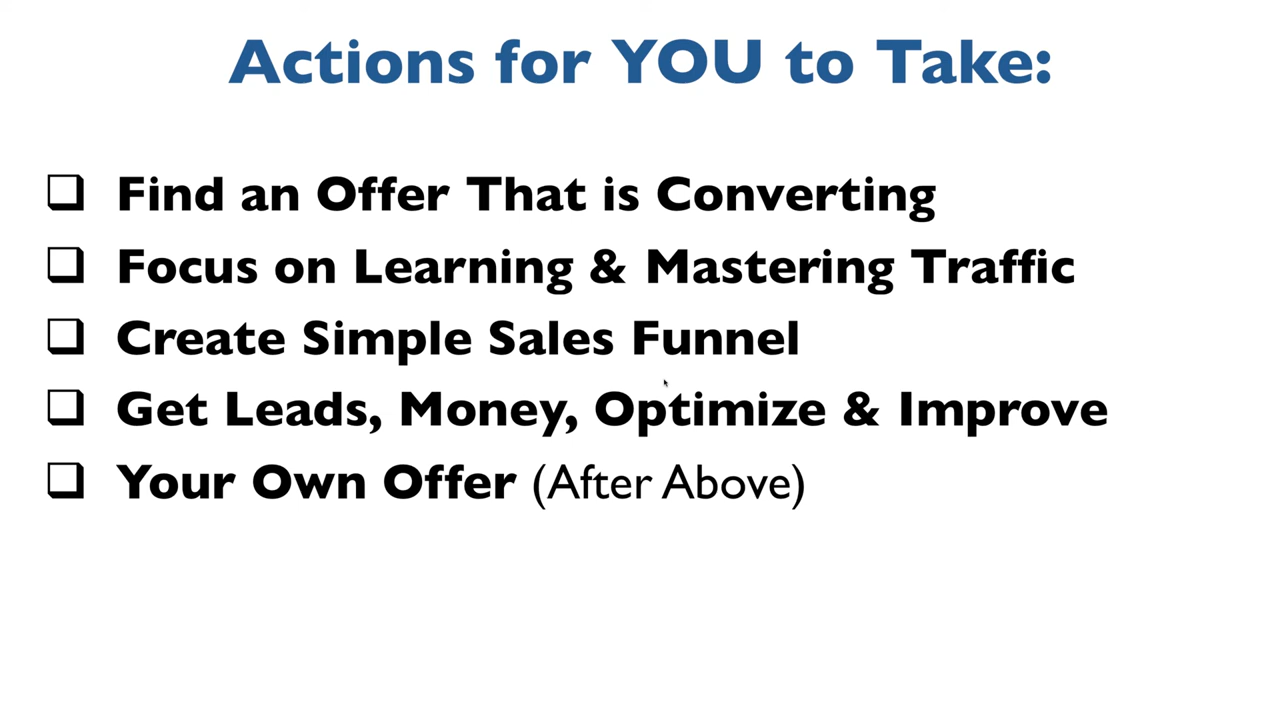 Actions for YOU to Take:
❑ Find an Offer That is Converting
❑ Focus on Learning & Mastering Traffic
❑ Create Simple Sales Funnel
❑ Get Leads, Money, Optimize & Improve
❑ Your Own Offer (After Above)